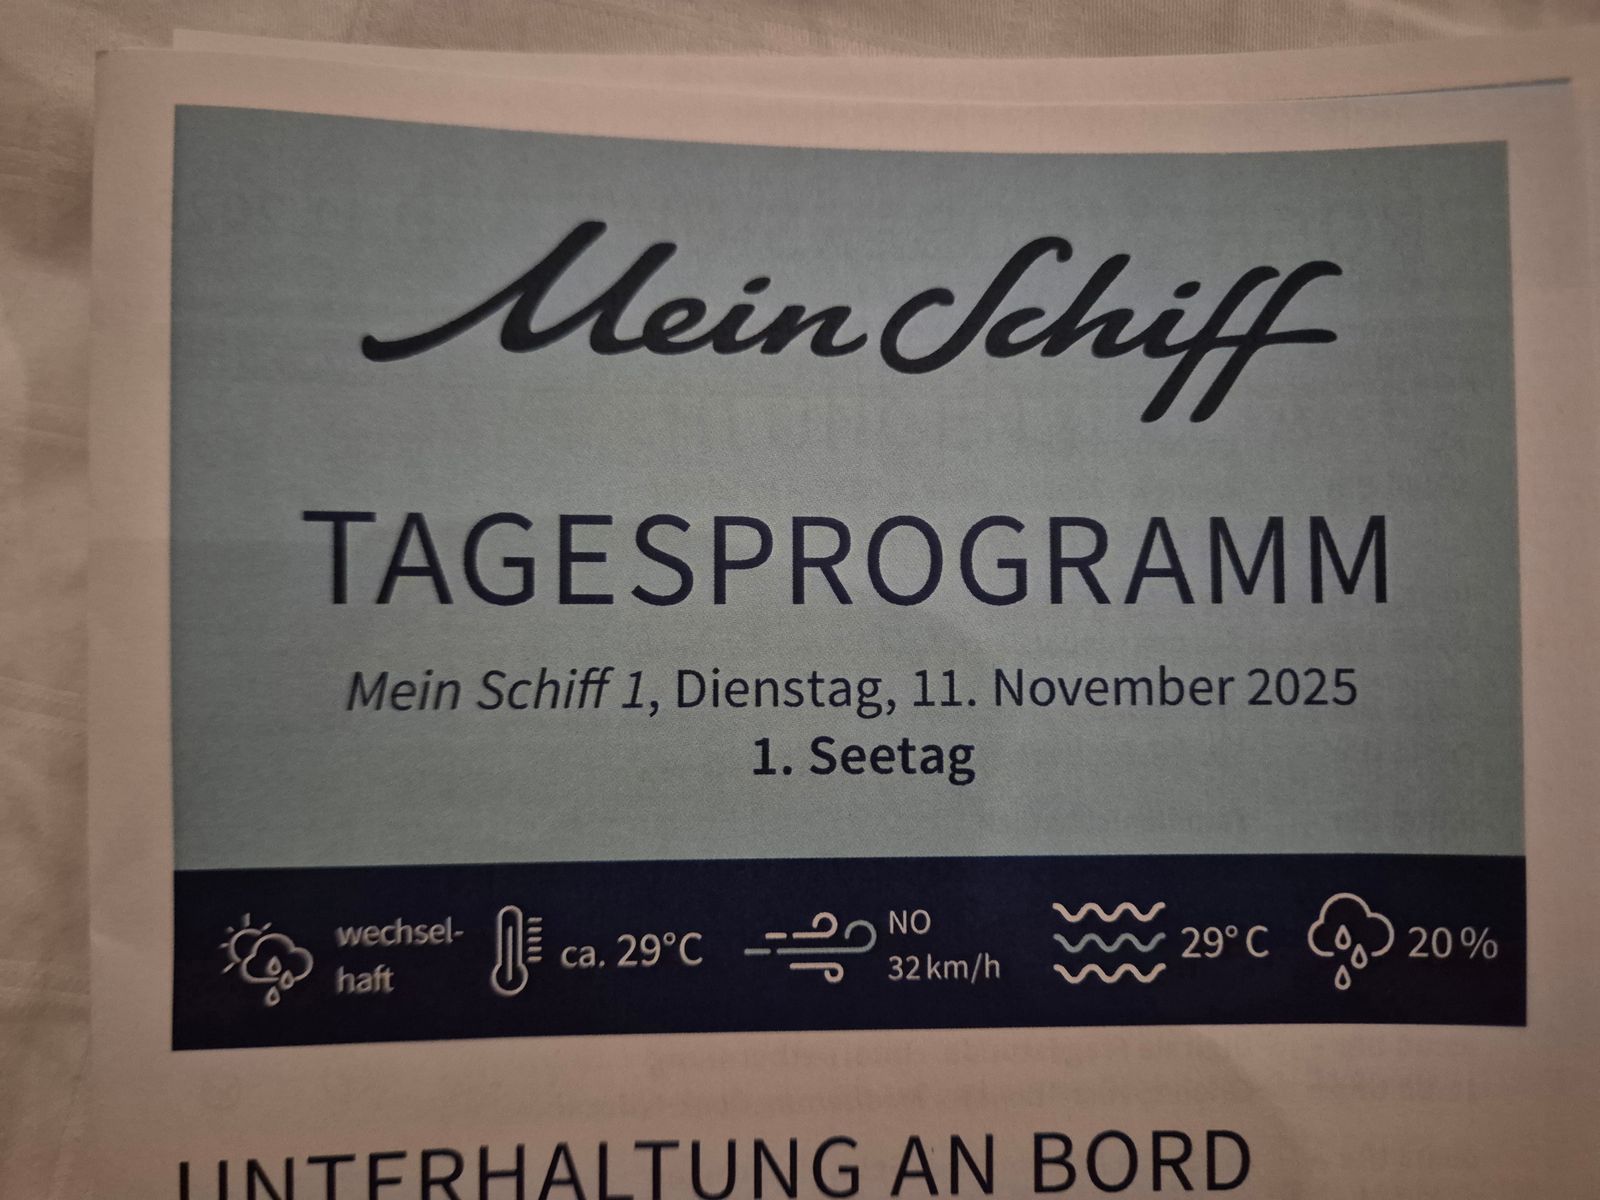 Mein Schiff
TAGESPROGRAMM
Mein Schiff 1, Dienstag, 11. November 2025
1. Seetag
wechsel-
haft
ca. 29°C
NO
32 km/h
29°C
20 %
UNTERHALTUNG AN BORD